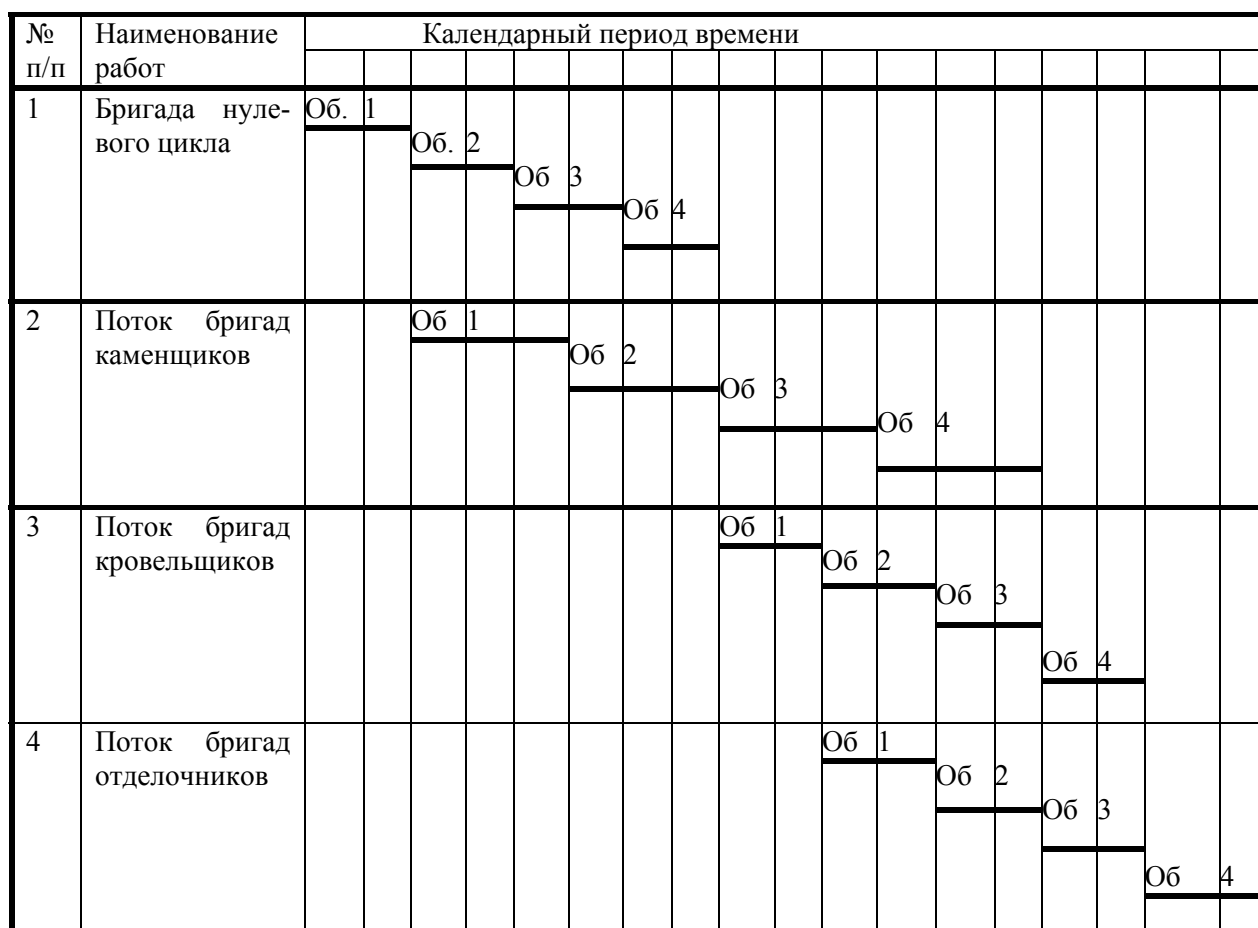 № Наименование Календарный период времени
п/п работ
1 Бригада нуле- Об. 1
вого цикла Об. 2
Об 3
Об 4
2 Поток бригад Об 1
каменщиков Об 2
Об 3
Об 4
3 Поток бригад Об 1
кровельщиков Об 2
Об 3
Об 4
4 Поток бригад Об 1
отделочников Об 2
Об 3
Об 4